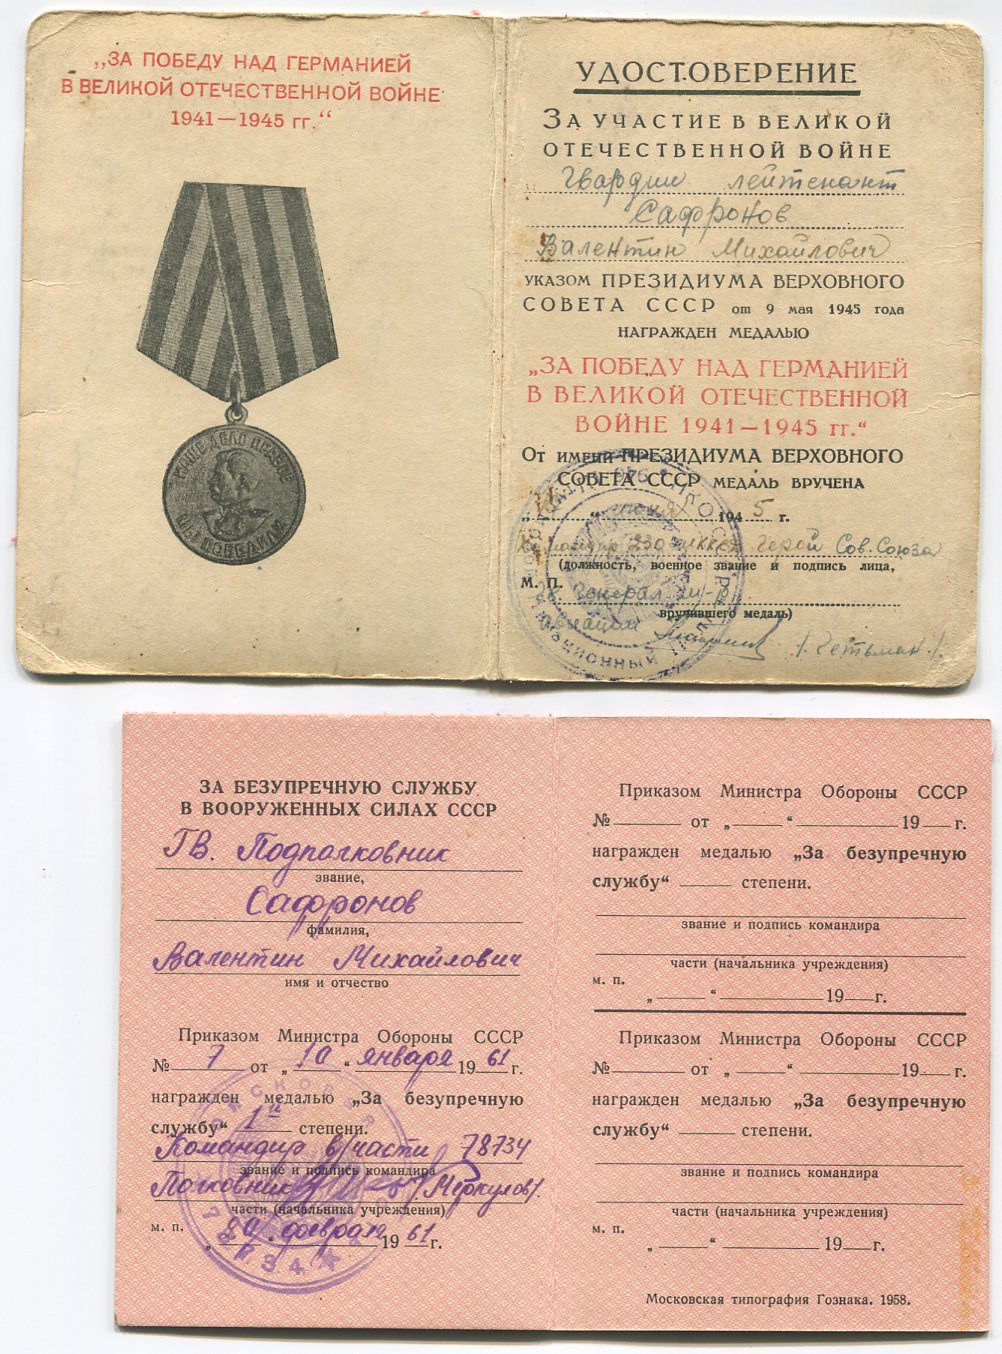 „ЗА ПОБЕДУ НАД ГЕРМАНИЕЙ
В ВЕЛИКОЙ ОТЕЧЕСТВЕННОЙ ВОЙНЕ
1941—1945 гг.“
НАШЕ ДЕЛО ПРАВОЕ
МЫ ПОБЕДИЛИ
УДОСТОВЕРЕНИЕ
ЗА УЧАСТИЕ В ВЕЛИКОЙ
ОТЕЧЕСТВЕННОЙ ВОЙНЕ
Гвардии лейтенант
Сафронов
Валентин Михайлович
УКАЗОМ ПРЕЗИДИУМА ВЕРХОВНОГО
СОВЕТА СССР от 9 мая 1945 года
НАГРАЖДЕН МЕДАЛЬЮ
„ЗА ПОБЕДУ НАД ГЕРМАНИЕЙ
В ВЕЛИКОЙ ОТЕЧЕСТВЕННОЙ
ВОЙНЕ 1941—1945 гг.“
От имени ПРЕЗИДИУМА ВЕРХОВНОГО
СОВЕТА СССР МЕДАЛЬ ВРУЧЕНА
1945 г.
Командир 230 Герой Сов. Союза
(должность, военное звание и подпись лица,
М. П. Генерал м-р
вручившего медаль)
авиации /Гетьман/
ЗА БЕЗУПРЕЧНУЮ СЛУЖБУ
В ВООРУЖЕННЫХ СИЛАХ СССР
ГВ. Подполковник
звание,
Сафронов
фамилия,
Валентин Михайлович
имя и отчество
Приказом Министра Обороны СССР
№ 7 от „10“ января 1961 г.
награжден медалью „За безупречную
службу“ 1й степени.
Командир в/части 78734
звание и подпись командира
Полковник /Меркулов/.
части (начальника учреждения)
м. п.
февраля 1961 г.
Приказом Министра Обороны СССР
№ от „ “ 19 г.
награжден медалью „За безупречную
службу“ степени.
звание и подпись командира
части (начальника учреждения)
м. п.
„ “ 19 г.
Приказом Министра Обороны СССР
№ от „ “ 19 г.
награжден медалью „За безупречную
службу“ степени.
звание и подпись командира
части (начальника учреждения)
м. п.
„ “ 19 г.
Московская типография Гознака. 1958.